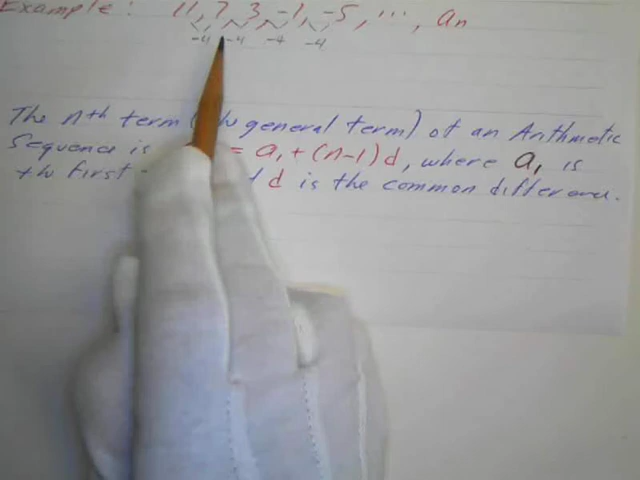 Example: 11, 7, 3, -1, -5, ..., an
-4 -4 -4 -4
The nth term (the general term) of an Arithmetic
Sequence is = a1 + (n-1)d, where a1 is
the first d is the common difference.